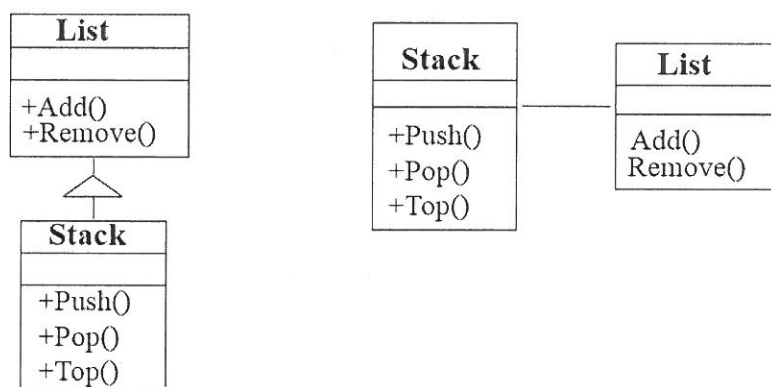 List
+Add()
+Remove()
Stack
+Push()
+Pop()
+Top()
Stack
+Push()
+Pop()
+Top()
List
Add()
Remove()